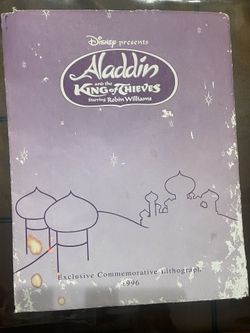 Disney presents
Aladdin
and the
King of Thieves
Starring Robin Williams
Exclusive Commemorative Lithograph
1996